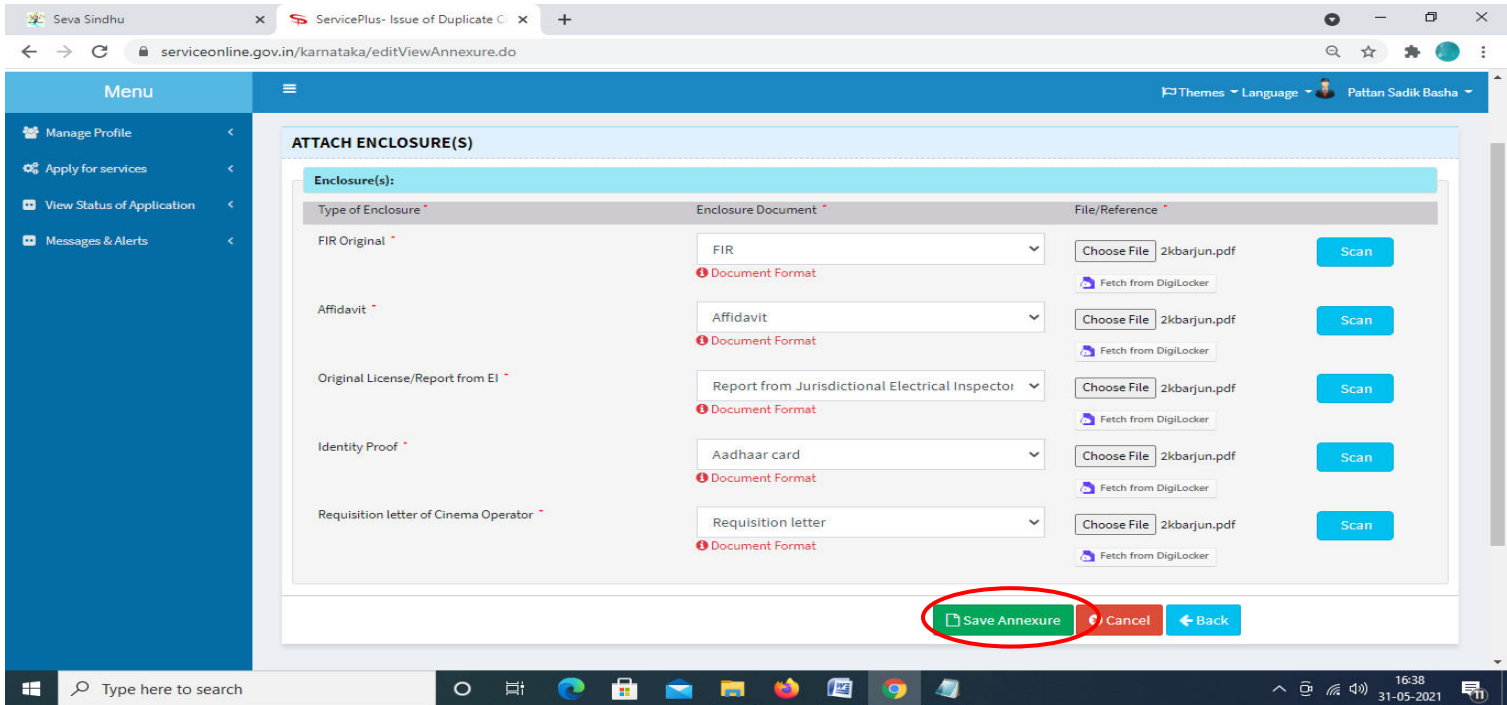 Seva Sindhu
ServicePlus- Issue of Duplicate C
serviceonline.gov.in/karnataka/editViewAnnexure.do
Menu
Themes Language Pattan Sadik Basha
Manage Profile
Apply for services
View Status of Application
Messages & Alerts
ATTACH ENCLOSURE(S)
Enclosure(s):
Type of Enclosure * Enclosure Document * File/Reference *
FIR Original * FIR Choose File 2kbarjun.pdf Scan
Document Format Fetch from DigiLocker
Affidavit * Affidavit Choose File 2kbarjun.pdf Scan
Document Format Fetch from DigiLocker
Original License/Report from EI * Report from Jurisdictional Electrical Inspector Choose File 2kbarjun.pdf Scan
Document Format Fetch from DigiLocker
Identity Proof * Aadhaar card Choose File 2kbarjun.pdf Scan
Document Format Fetch from DigiLocker
Requisition letter of Cinema Operator * Requisition letter Choose File 2kbarjun.pdf Scan
Document Format Fetch from DigiLocker
Save Annexure Cancel Back
Type here to search
16:38
31-05-2021
11